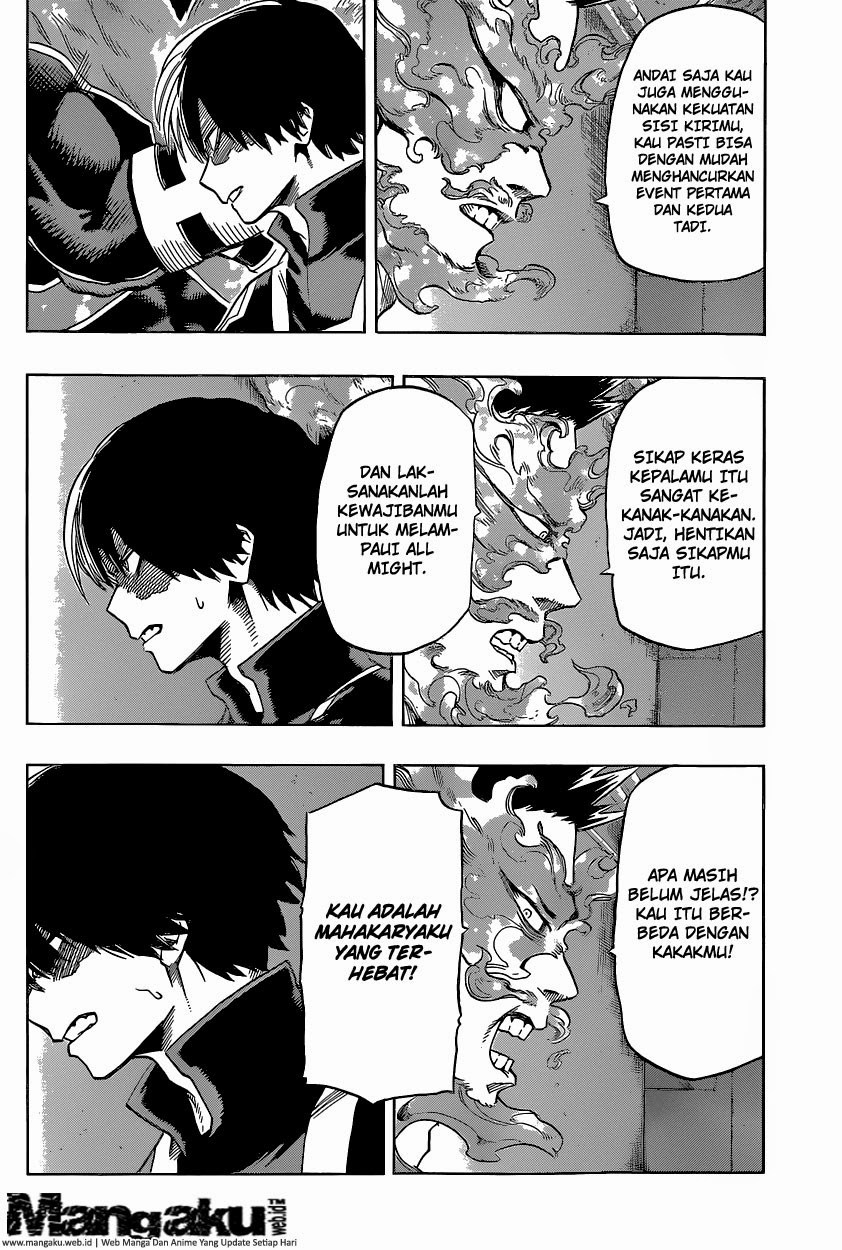 ANDAI SAJA KAU
JUGA MENGGU-
NAKAN KEKUATAN
SISI KIRIMU,
KAU PASTI BISA
DENGAN MUDAH
MENGHANCURKAN
EVENT PERTAMA
DAN KEDUA
TADI.
SIKAP KERAS
KEPALAMU ITU
SANGAT KE-
KANAK-KANAKAN.
JADI, HENTIKAN
SAJA SIKAPMU
ITU.
DAN LAK-
SANAKANLAH
KEWAJIBANMU
UNTUK MELAM-
PAUI ALL
MIGHT.
APA MASIH
BELUM JELAS!?
KAU ITU BER-
BEDA DENGAN
KAKAKMU!
KAU ADALAH
MAHAKARYAKU
YANG TER-
HEBAT!
Mangaku
www.mangaku.web.id | Web Manga Dan Anime Yang Update Setiap Hari